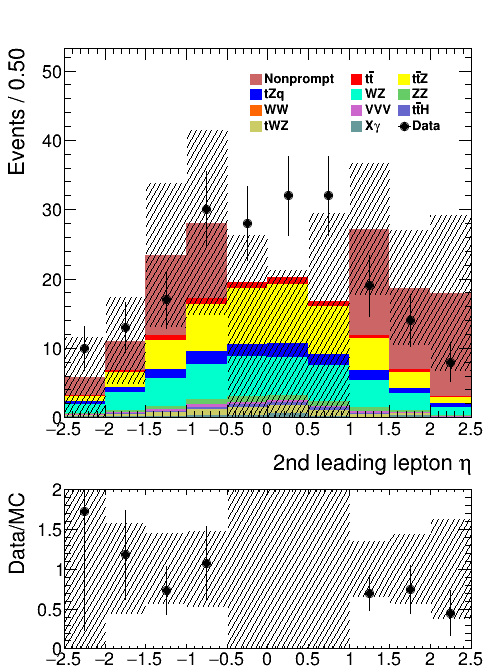 Events / 0.50
50
40
30
20
10
0
Nonprompt tt̄ tt̄Z
tZq WZ ZZ
WW VVV tt̄H
tWZ Xγ Data
−2.5 −2 −1.5 −1 −0.5 0 0.5 1 1.5 2 2.5
2nd leading lepton η
Data/MC
2
1.5
1
0.5
0
−2.5 −2 −1.5 −1 −0.5 0 0.5 1 1.5 2 2.5